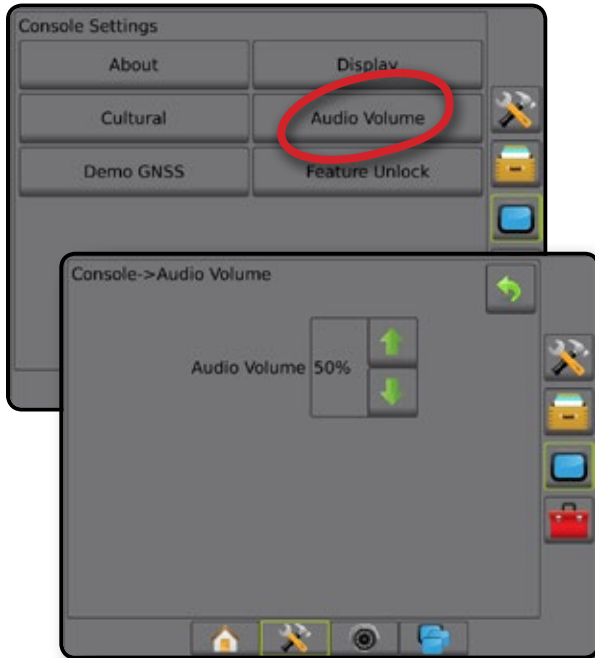 Console Settings
About Display
Cultural Audio Volume
Demo GNSS Feature Unlock
Console->Audio Volume
Audio Volume 50%